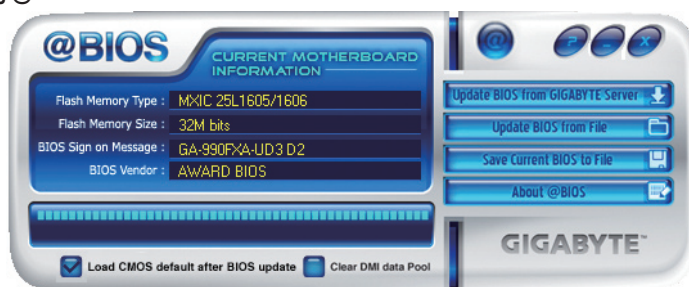 @BIOS
CURRENT MOTHERBOARD
INFORMATION
Flash Memory Type : MXIC 25L1605/1606
Flash Memory Size : 32M bits
BIOS Sign on Message : GA-990FXA-UD3 D2
BIOS Vendor : AWARD BIOS
Load CMOS default after BIOS update Clear DMI data Pool
@ ? _ X
Update BIOS from GIGABYTE Server
Update BIOS from File
Save Current BIOS to File
About @BIOS
GIGABYTE™